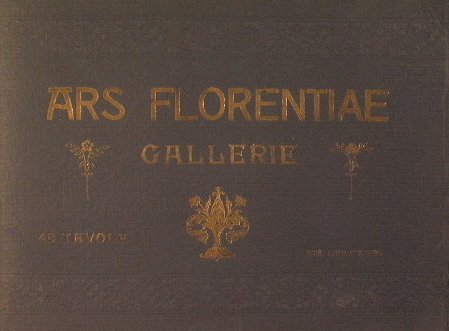 ARS FLORENTIAE
GALLERIE
48 TAVOLE